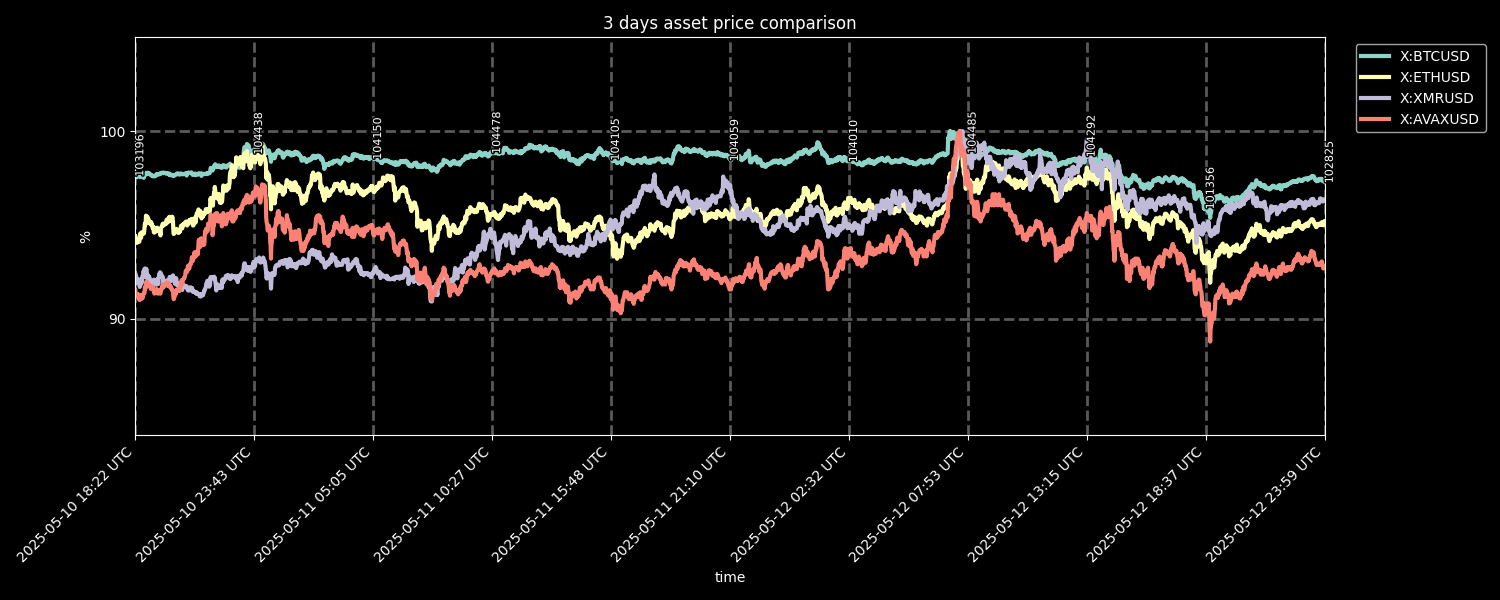 3 days asset price comparison
X:BTCUSD
X:ETHUSD
X:XMRUSD
X:AVAXUSD
100
90
%
103196
104438
104150
104478
104105
104059
104010
104485
104292
101356
102825
2025-05-10 18:22 UTC
2025-05-10 23:43 UTC
2025-05-11 05:05 UTC
2025-05-11 10:27 UTC
2025-05-11 15:48 UTC
2025-05-11 21:10 UTC
2025-05-12 02:32 UTC
2025-05-12 07:53 UTC
2025-05-12 13:15 UTC
2025-05-12 18:37 UTC
2025-05-12 23:59 UTC
time